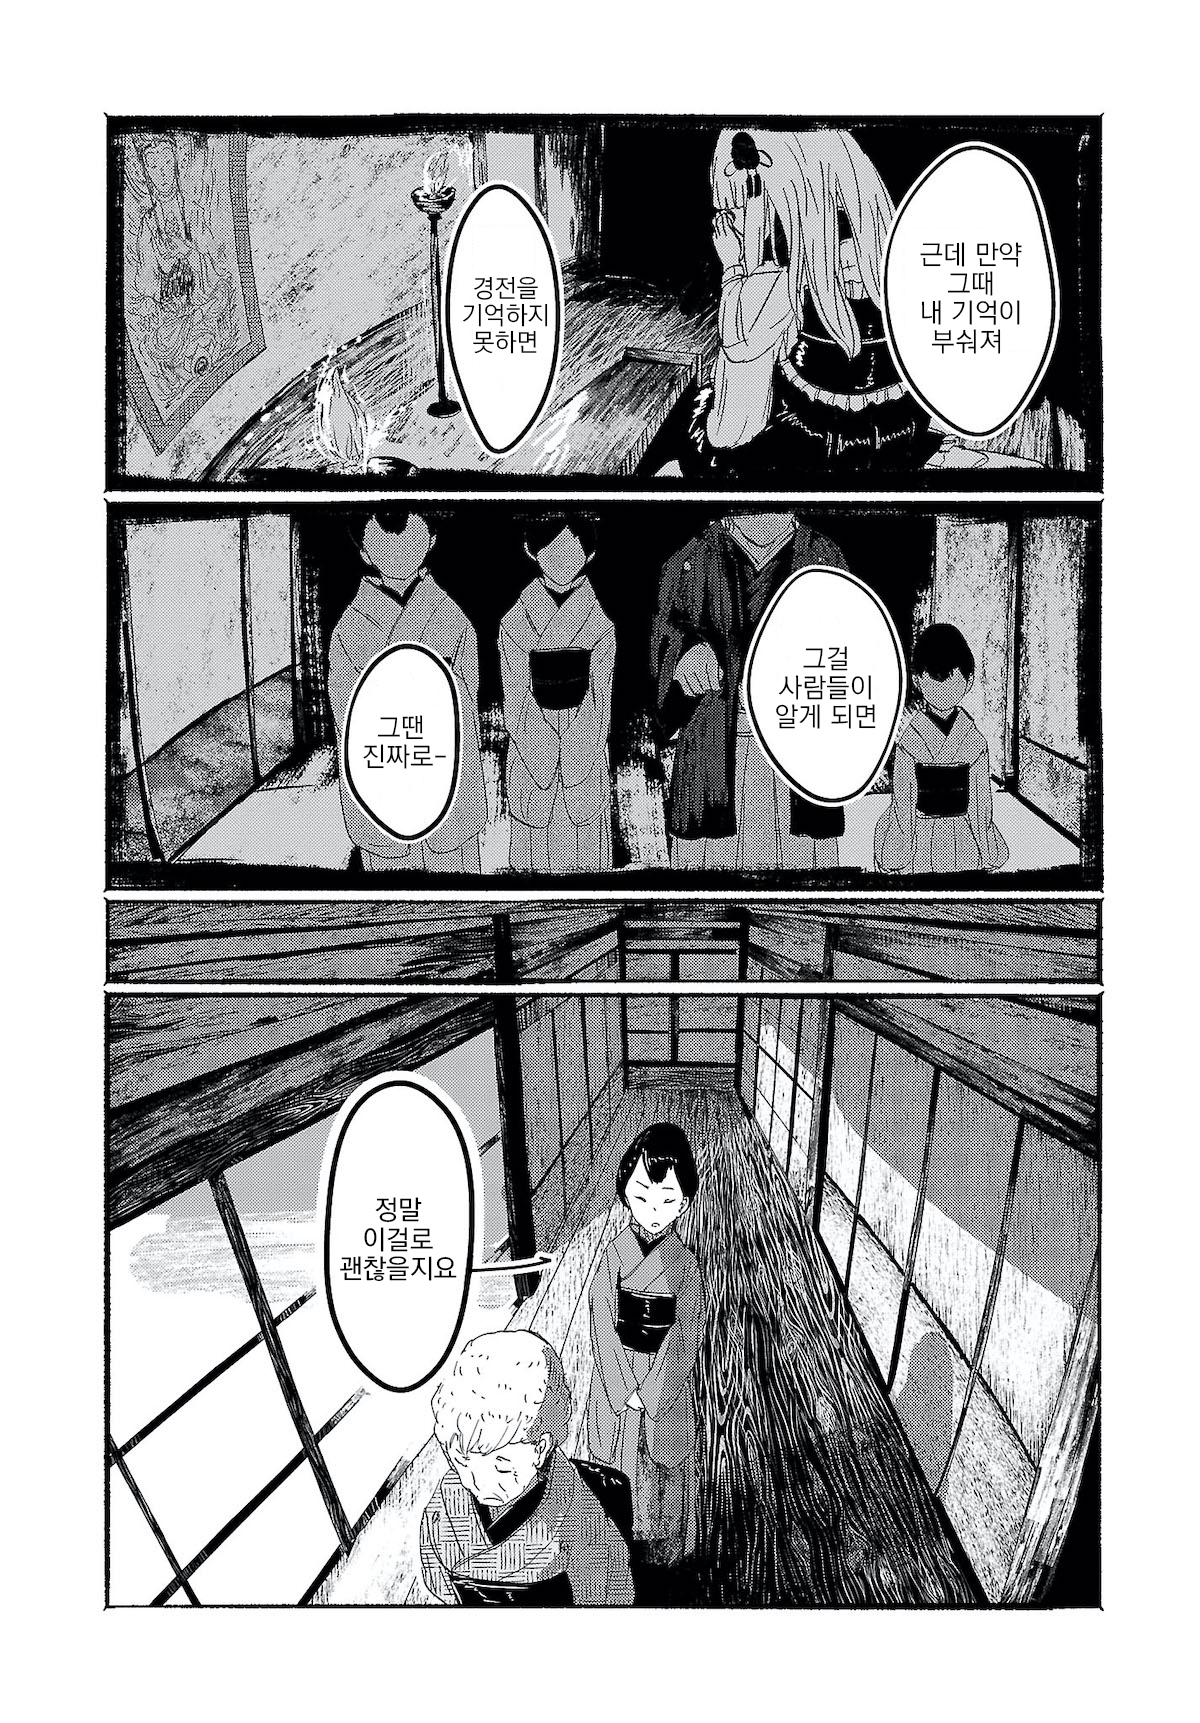 근데 만약
그때
내 기억이
부숴져
경전을
기억하지
못하면
그걸
사람들이
알게 되면
그땐
진짜로-
정말
이걸로
괜찮을지요